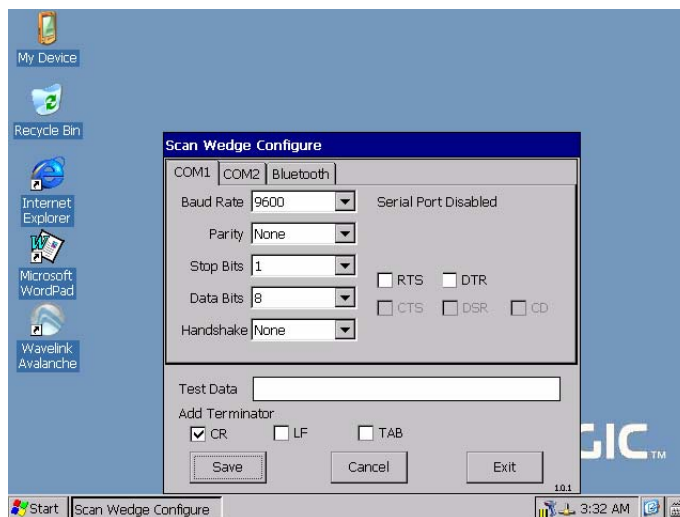 My Device
Recycle Bin
Internet
Explorer
Microsoft
WordPad
Wavelink
Avalanche
Scan Wedge Configure
COM1 COM2 Bluetooth
Baud Rate 9600 Serial Port Disabled
Parity None
Stop Bits 1
RTS DTR
Data Bits 8
CTS DSR CD
Handshake None
Test Data
Add Terminator
CR LF TAB
Save Cancel Exit
1.0.1
GIC TM
Start Scan Wedge Configure 3:32 AM